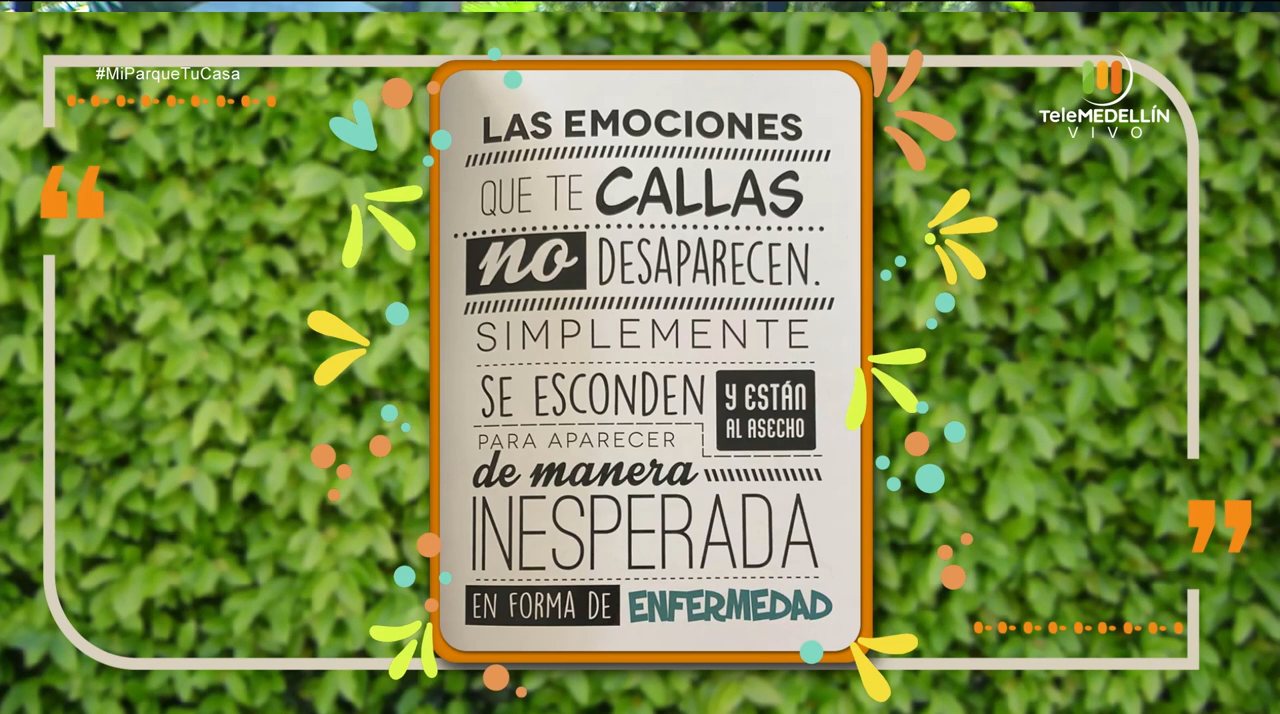 #MiParqueTuCasa
TeleMEDELLÍN
VIVO
LAS EMOCIONES
QUE TE CALLAS
no DESAPARECEN.
SIMPLEMENTE
SE ESCONDEN
Y ESTÁN
AL ASECHO
PARA APARECER
de manera
INESPERADA
EN FORMA DE ENFERMEDAD